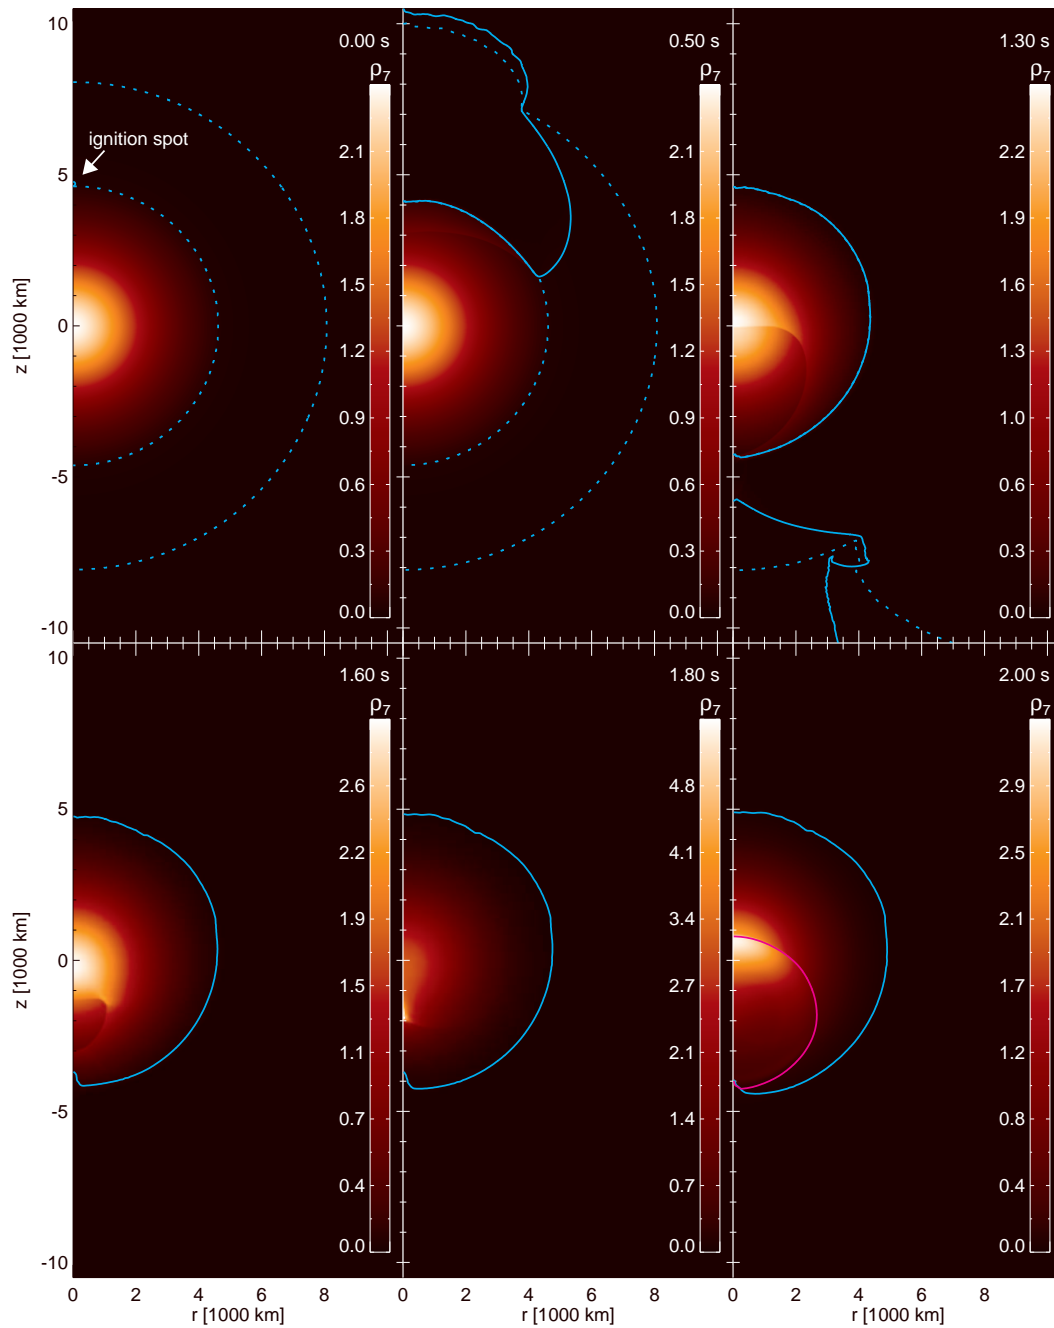 0.00 s
ρ7
ignition spot
2.1
1.8
1.5
1.2
0.9
0.6
0.3
0.0
10
5
0
-5
-10
z [1000 km]
0.50 s
ρ7
2.1
1.8
1.5
1.2
0.9
0.6
0.3
0.0
1.30 s
ρ7
2.2
1.9
1.6
1.3
1.0
0.6
0.3
0.0
1.60 s
ρ7
2.6
2.2
1.9
1.5
1.1
0.7
0.4
0.0
10
5
0
-5
-10
z [1000 km]
0 2 4 6 8
r [1000 km]
1.80 s
ρ7
4.8
4.1
3.4
2.7
2.1
1.4
0.7
0.0
0 2 4 6 8
r [1000 km]
2.00 s
ρ7
2.9
2.5
2.1
1.7
1.2
0.8
0.4
0.0
0 2 4 6 8
r [1000 km]